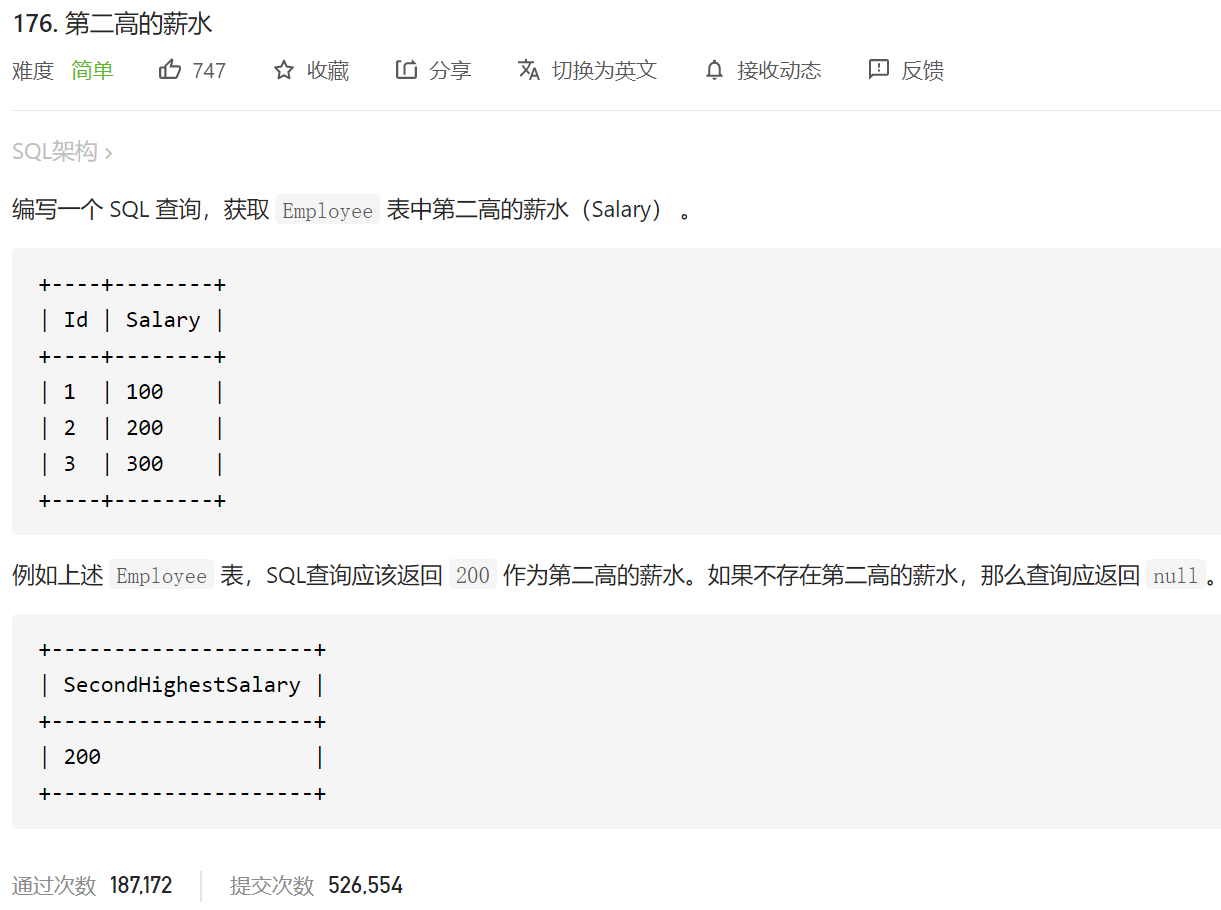 176. 第二高的薪水
难度 简单 747 收藏 分享 切换为英文 接收动态 反馈
SQL架构 ›
编写一个 SQL 查询，获取 Employee 表中第二高的薪水（Salary） 。
+----+--------+
| Id | Salary |
+----+--------+
| 1  | 100    |
| 2  | 200    |
| 3  | 300    |
+----+--------+
例如上述 Employee 表，SQL查询应该返回 200 作为第二高的薪水。如果不存在第二高的薪水，那么查询应返回 null 。
+---------------------+
| SecondHighestSalary |
+---------------------+
| 200                 |
+---------------------+
通过次数 187,172 提交次数 526,554